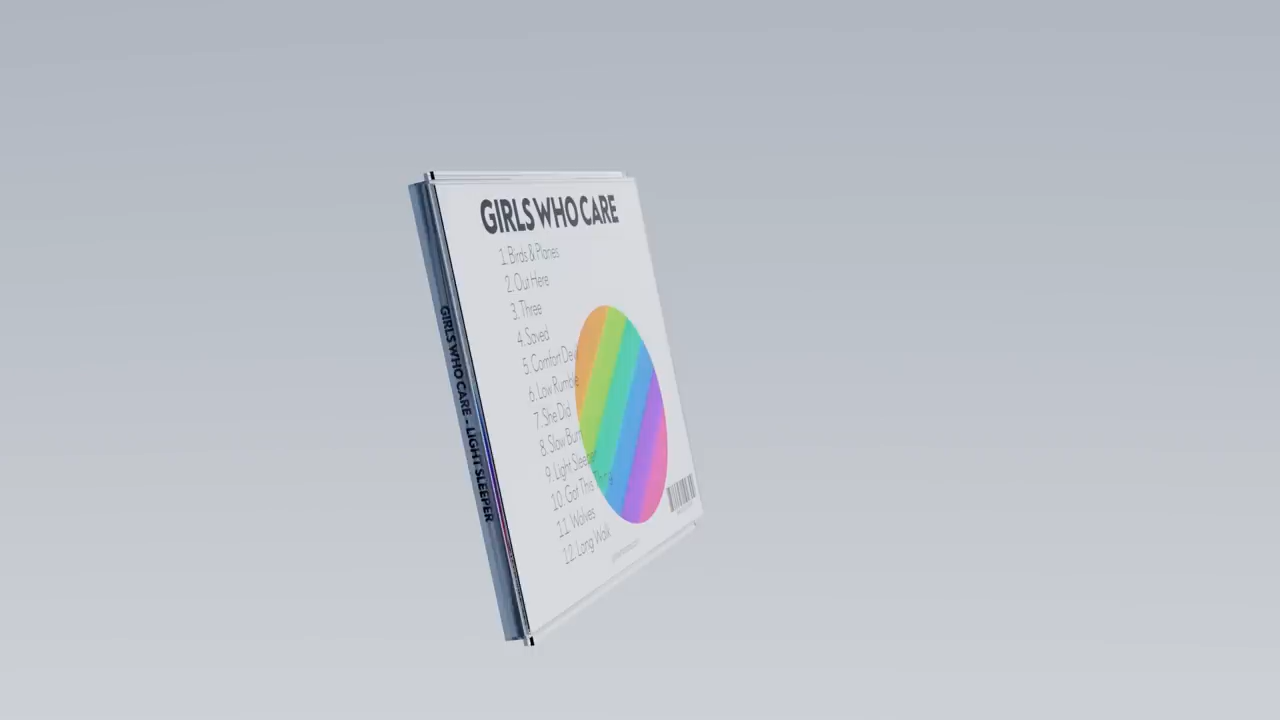 GIRLS WHO CARE
1. Birds & Planes
2. Out Here
3. Three
4. Saved
5. Comfort
6. Low Rumble
7. She Did
8. Slow Burn
9. Light Sleeper
10. Got This Thing
11. Wolves
12. Long Walk
GIRLS WHO CARE - LIGHT SLEEPER